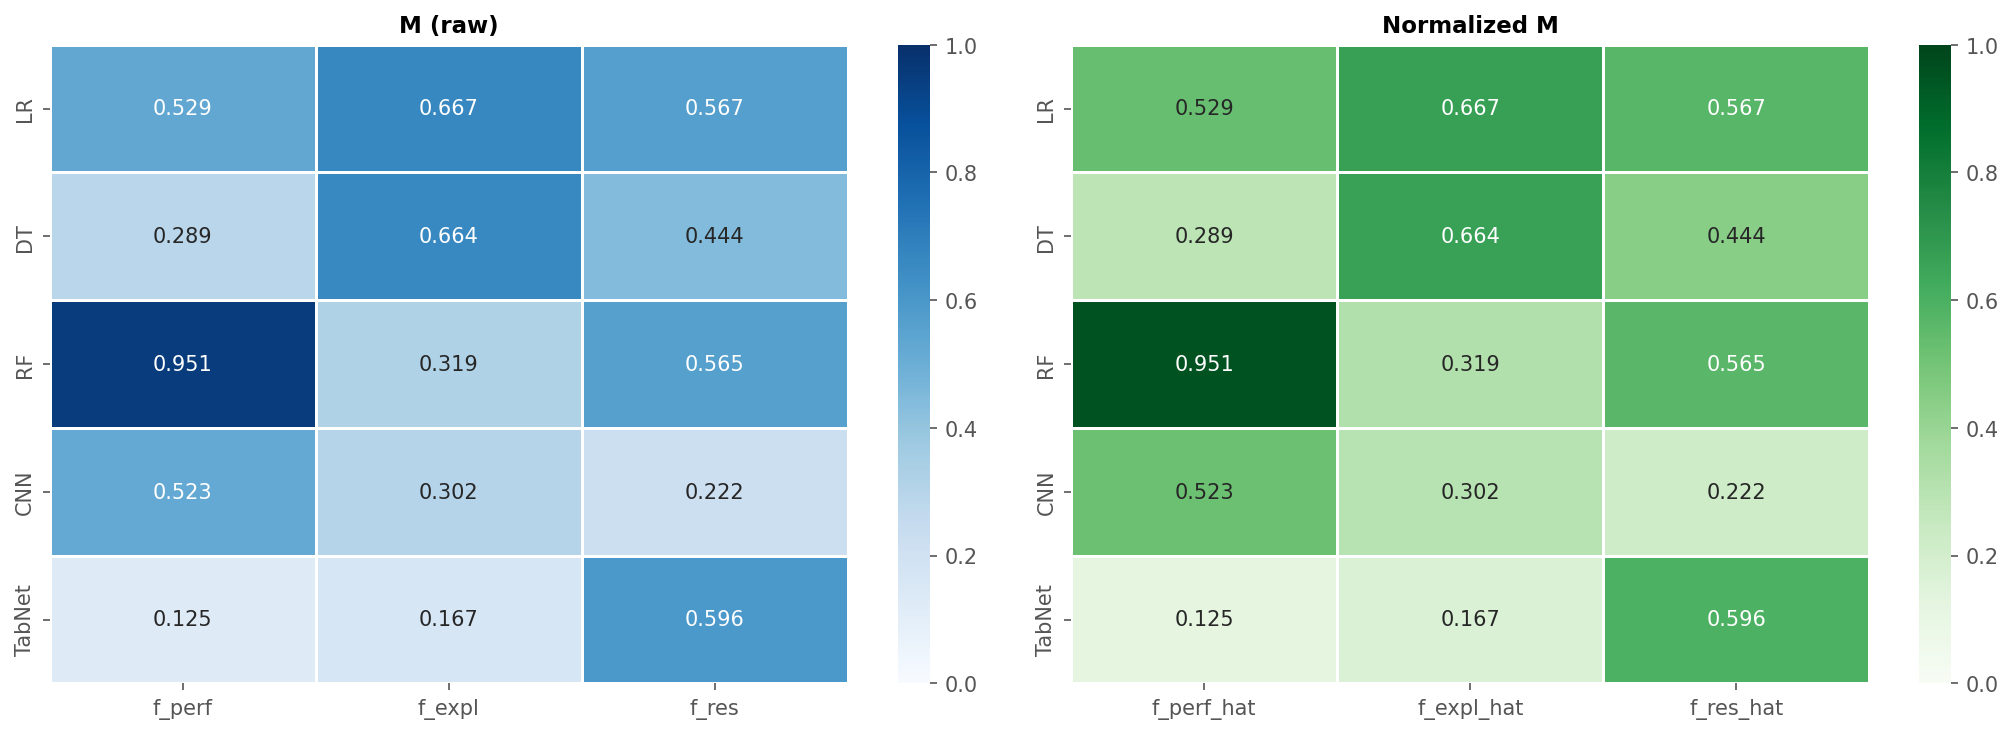 M (raw)
Normalized M
LR 0.529 0.667 0.567
DT 0.289 0.664 0.444
RF 0.951 0.319 0.565
CNN 0.523 0.302 0.222
TabNet 0.125 0.167 0.596
f_perf f_expl f_res
1.0
0.8
0.6
0.4
0.2
0.0
LR 0.529 0.667 0.567
DT 0.289 0.664 0.444
RF 0.951 0.319 0.565
CNN 0.523 0.302 0.222
TabNet 0.125 0.167 0.596
f_perf_hat f_expl_hat f_res_hat
1.0
0.8
0.6
0.4
0.2
0.0